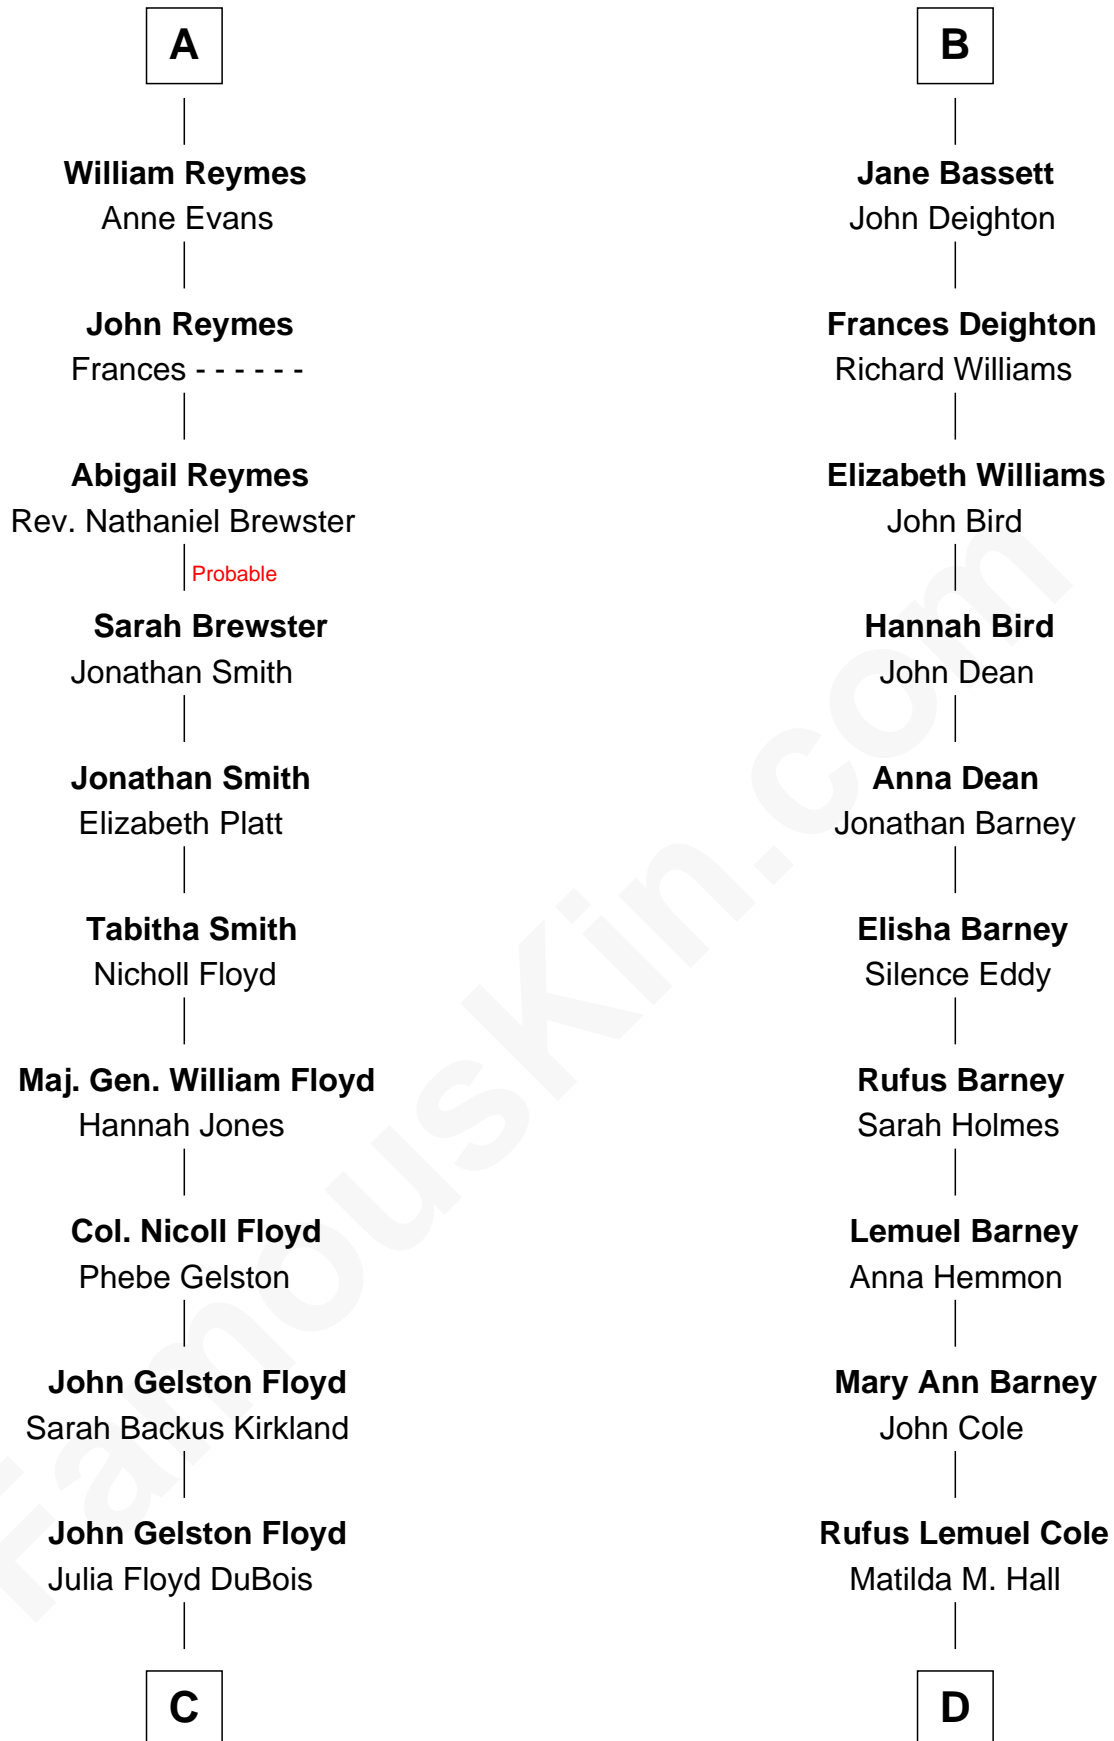 A
William Reymes
Anne Evans
John Reymes
Frances - - - - - -
Abigail Reymes
Rev. Nathaniel Brewster
Probable
Sarah Brewster
Jonathan Smith
Jonathan Smith
Elizabeth Platt
Tabitha Smith
Nicholl Floyd
Maj. Gen. William Floyd
Hannah Jones
Col. Nicoll Floyd
Phebe Gelston
John Gelston Floyd
Sarah Backus Kirkland
John Gelston Floyd
Julia Floyd DuBois
C
B
Jane Bassett
John Deighton
Frances Deighton
Richard Williams
Elizabeth Williams
John Bird
Hannah Bird
John Dean
Anna Dean
Jonathan Barney
Elisha Barney
Silence Eddy
Rufus Barney
Sarah Holmes
Lemuel Barney
Anna Hemmon
Mary Ann Barney
John Cole
Rufus Lemuel Cole
Matilda M. Hall
D
FamousKin.com